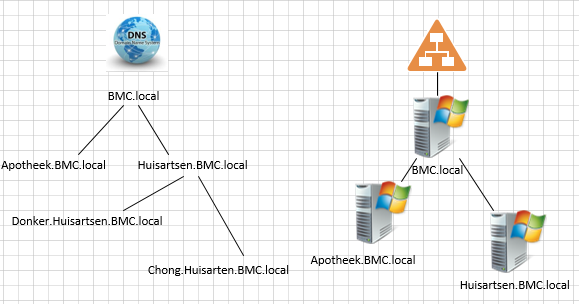 DNS
Domain Name System
BMC.local
Apotheek.BMC.local
Huisartsen.BMC.local
Donker.Huisartsen.BMC.local
Chong.Huisarten.BMC.local
BMC.local
Apotheek.BMC.local
Huisartsen.BMC.local